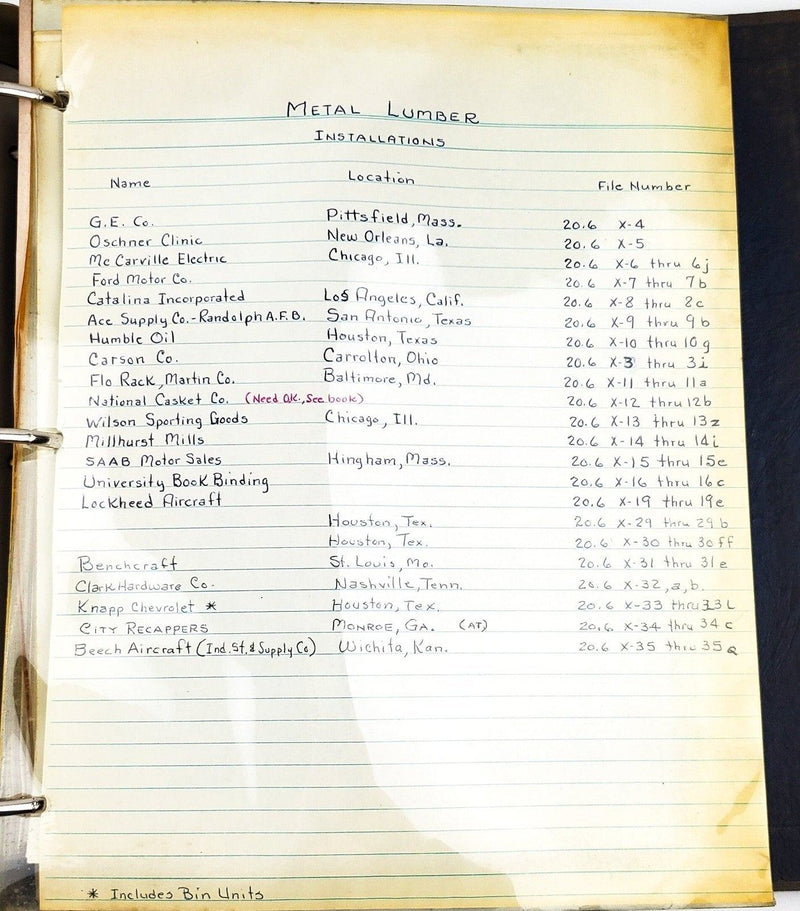 METAL LUMBER
INSTALLATIONS
Name Location File Number
G.E. Co. Pittsfield, Mass. 20.6 X-4
Oschner Clinic New Orleans, La. 20.6 X-5
Mc Carville Electric Chicago, Ill. 20.6 X-6 thru 6j
Ford Motor Co. 20.6 X-7 thru 7b
Catalina Incorporated Los Angeles, Calif. 20.6 X-8 thru 8c
Ace Supply Co.-Randolph A.F.B. San Antonio, Texas 20.6 X-9 thru 9b
Humble Oil Houston, Texas 20.6 X-10 thru 10g
Carson Co. Carrollon, Ohio 20.6 X-3 thru 3i
Flo Rack, Martin Co. Baltimore, Md. 20.6 X-11 thru 11a
National Casket Co. (Need O.K., See book) 20.6 X-12 thru 12b
Wilson Sporting Goods Chicago, Ill. 20.6 X-13 thru 13z
Millhurst Mills 20.6 X-14 thru 14i
SAAB Motor Sales Hingham, Mass. 20.6 X-15 thru 15e
University Book Binding 20.6 X-16 thru 16c
Lockheed Aircraft 20.6 X-19 thru 19e
Houston, Tex. 20.6 X-29 thru 29b
Houston, Tex. 20.6 X-30 thru 30ff
Benchcraft St. Louis, Mo. 20.6 X-31 thru 31e
Clark Hardware Co. Nashville, Tenn. 20.6 X-32, a, b.
Knapp Chevrolet * Houston, Tex. 20.6 X-33 thru 33L
CITY RECAPPERS MONROE, GA. (AT) 20.6 X-34 thru 34c
Beech Aircraft (Ind. St. & Supply Co) Wichita, Kan. 20.6 X-35 thru 35a
* Includes Bin Units